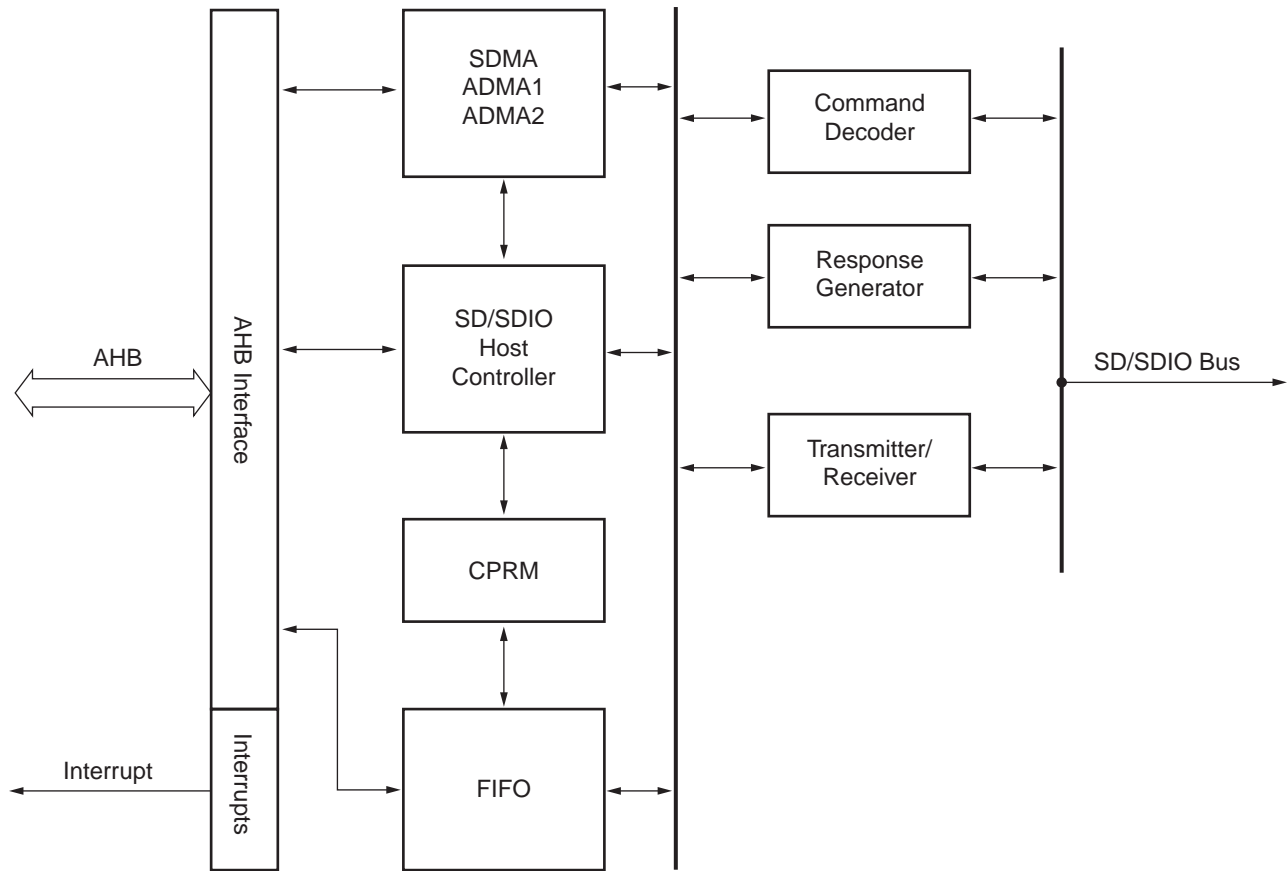 AHB
Interrupt
AHB Interface
Interrupts
SDMA
ADMA1
ADMA2
SD/SDIO
Host
Controller
CPRM
FIFO
Command
Decoder
Response
Generator
Transmitter/
Receiver
SD/SDIO Bus